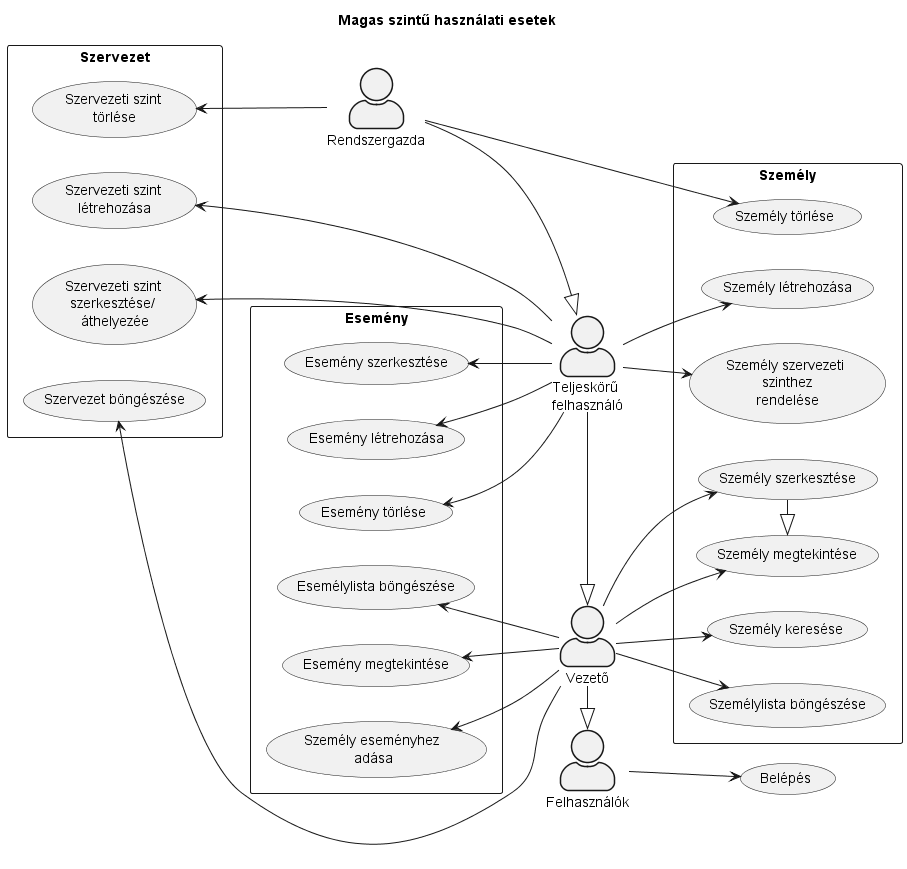 Magas szintű használati esetek
Szervezet
Szervezeti szint
törlése
Szervezeti szint
létrehozása
Szervezeti szint
szerkesztése/
áthelyezée
Szervezet böngészése
Rendszergazda
Esemény
Esemény szerkesztése
Esemény létrehozása
Esemény törlése
Esemélylista böngészése
Esemény megtekintése
Személy eseményhez
adása
Teljeskörű
felhasználó
Vezető
Felhasználók
Személy
Személy törlése
Személy létrehozása
Személy szervezeti
szinthez
rendelése
Személy szerkesztése
Személy megtekintése
Személy keresése
Személylista böngészése
Belépés